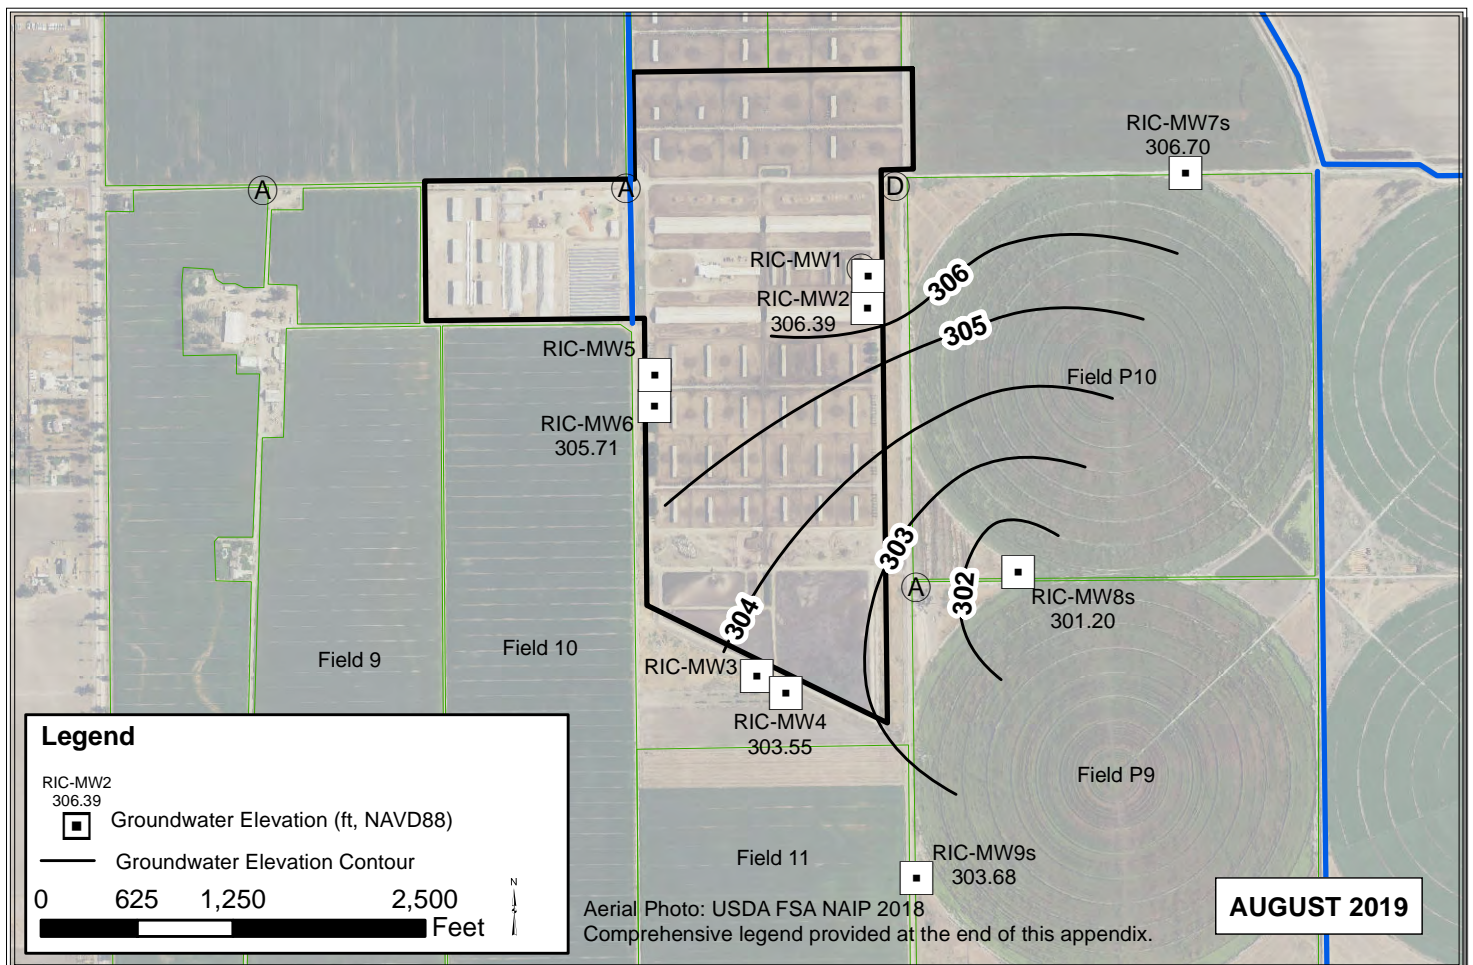 RIC-MW7s
306.70
A
A
D
RIC-MW1
RIC-MW2
306.39
306
305
RIC-MW5
RIC-MW6
305.71
Field P10
303
302
304
A
RIC-MW8s
301.20
Field 9
Field 10
RIC-MW3
RIC-MW4
303.55
Field P9
Field 11
RIC-MW9s
303.68
Legend
RIC-MW2
306.39
Groundwater Elevation (ft, NAVD88)
Groundwater Elevation Contour
0 625 1,250 2,500
Feet
N
Aerial Photo: USDA FSA NAIP 2018
Comprehensive legend provided at the end of this appendix.
AUGUST 2019